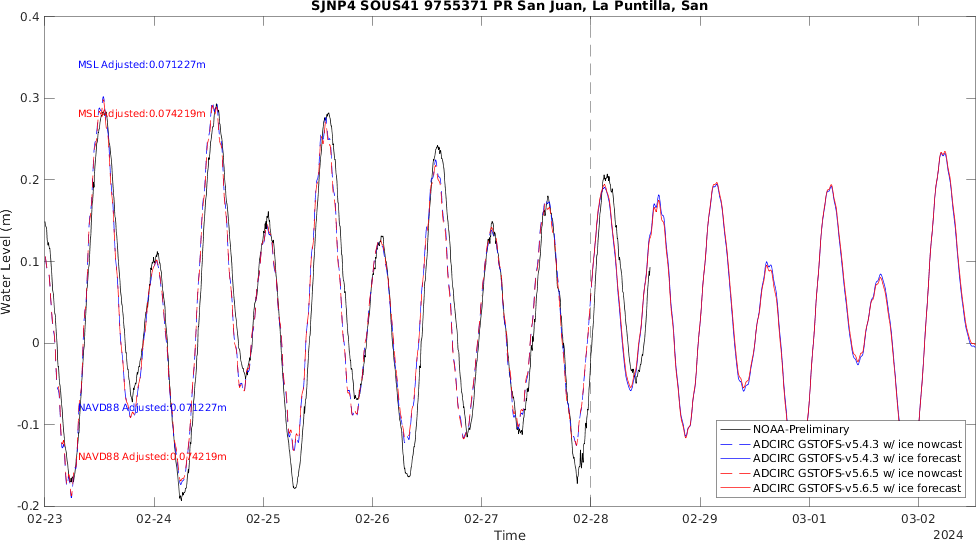 SJNP4 SOUS41 9755371 PR San Juan, La Puntilla, San
0.4
0.3
0.2
0.1
0
-0.1
-0.2
Water Level (m)
MSL Adjusted:0.071227m
MSL Adjusted:0.074219m
NAVD88 Adjusted:0.071227m
NAVD88 Adjusted:0.074219m
NOAA-Preliminary
ADCIRC GSTOFS-v5.4.3 w/ ice nowcast
ADCIRC GSTOFS-v5.4.3 w/ ice forecast
ADCIRC GSTOFS-v5.6.5 w/ ice nowcast
ADCIRC GSTOFS-v5.6.5 w/ ice forecast
02-23 02-24 02-25 02-26 02-27 02-28 02-29 03-01 03-02
Time
2024